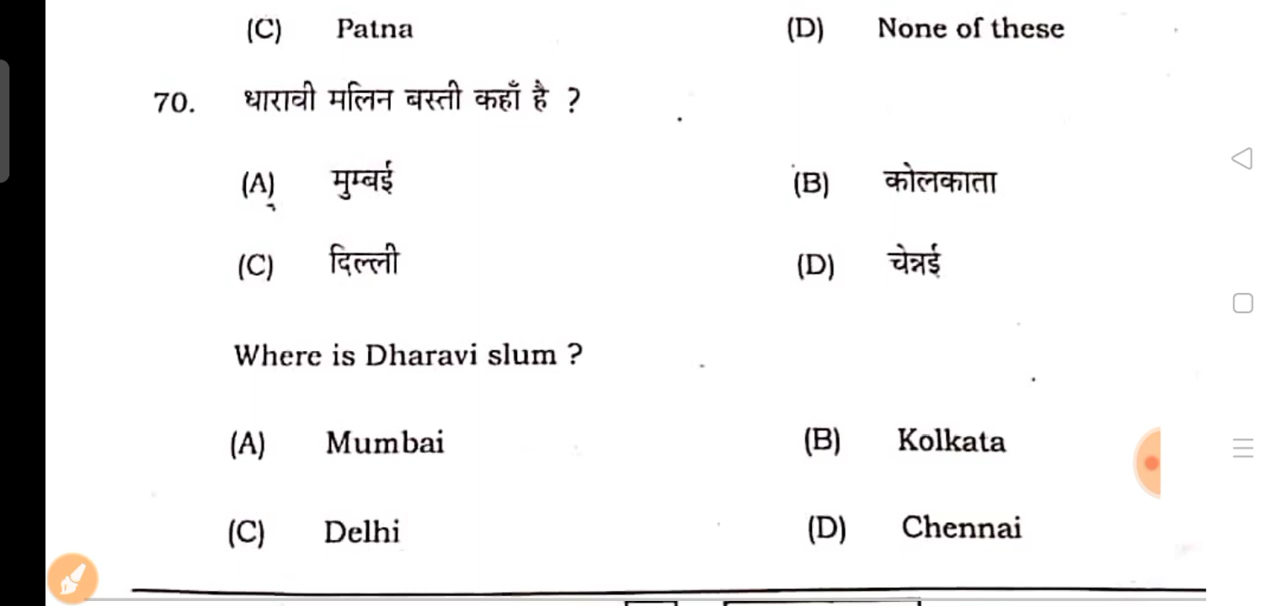 (C) Patna (D) None of these
70. धारावी मलिन बस्ती कहाँ है ?
(A) मुम्बई (B) कोलकाता
(C) दिल्ली (D) चेन्नई
Where is Dharavi slum ?
(A) Mumbai (B) Kolkata
(C) Delhi (D) Chennai